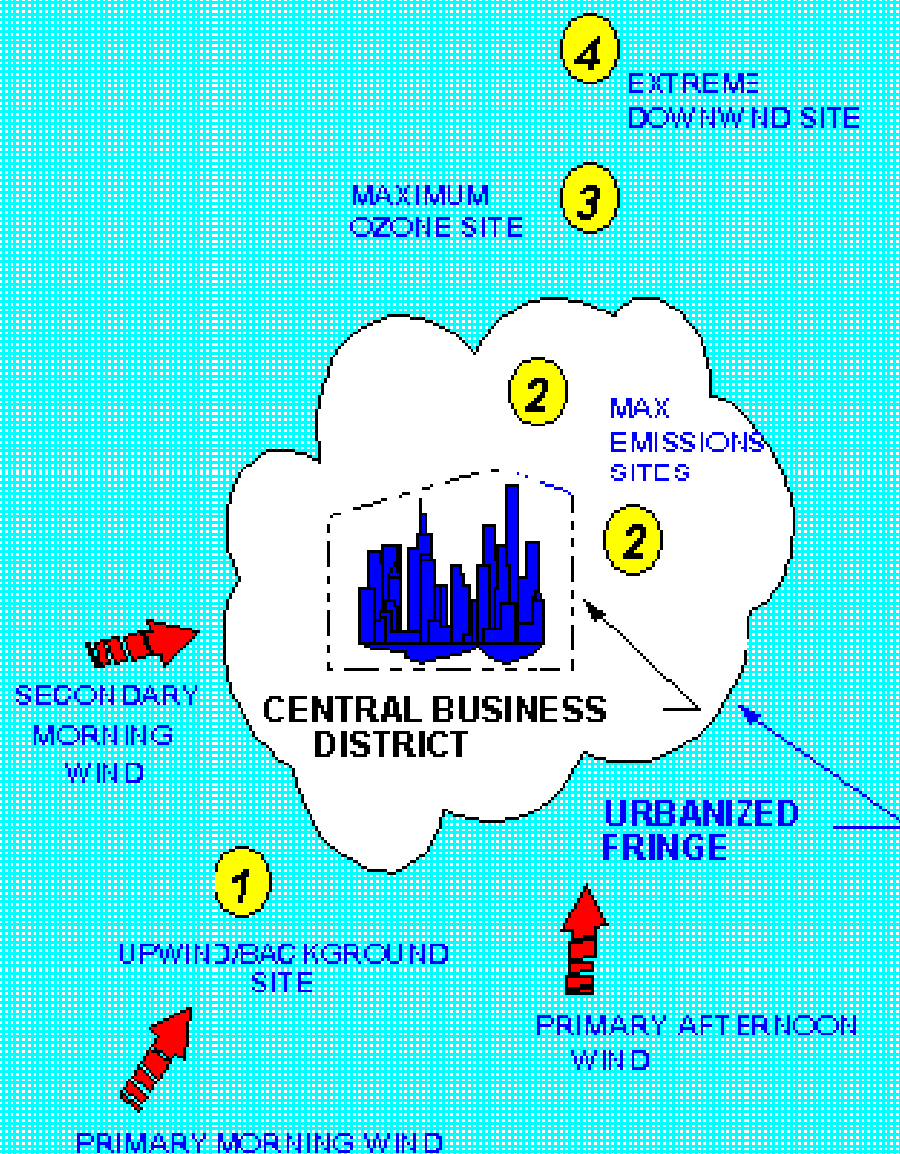 4
EXTREME
DOWNWIND SITE
MAXIMUM
OZONE SITE
3
2
MAX
EMISSIONS
SITES
2
SECONDARY
MORNING
WIND
CENTRAL BUSINESS
DISTRICT
URBANIZED
FRINGE
1
UPWIND/BACKGROUND
SITE
PRIMARY AFTERNOON
WIND
PRIMARY MORNING WIND